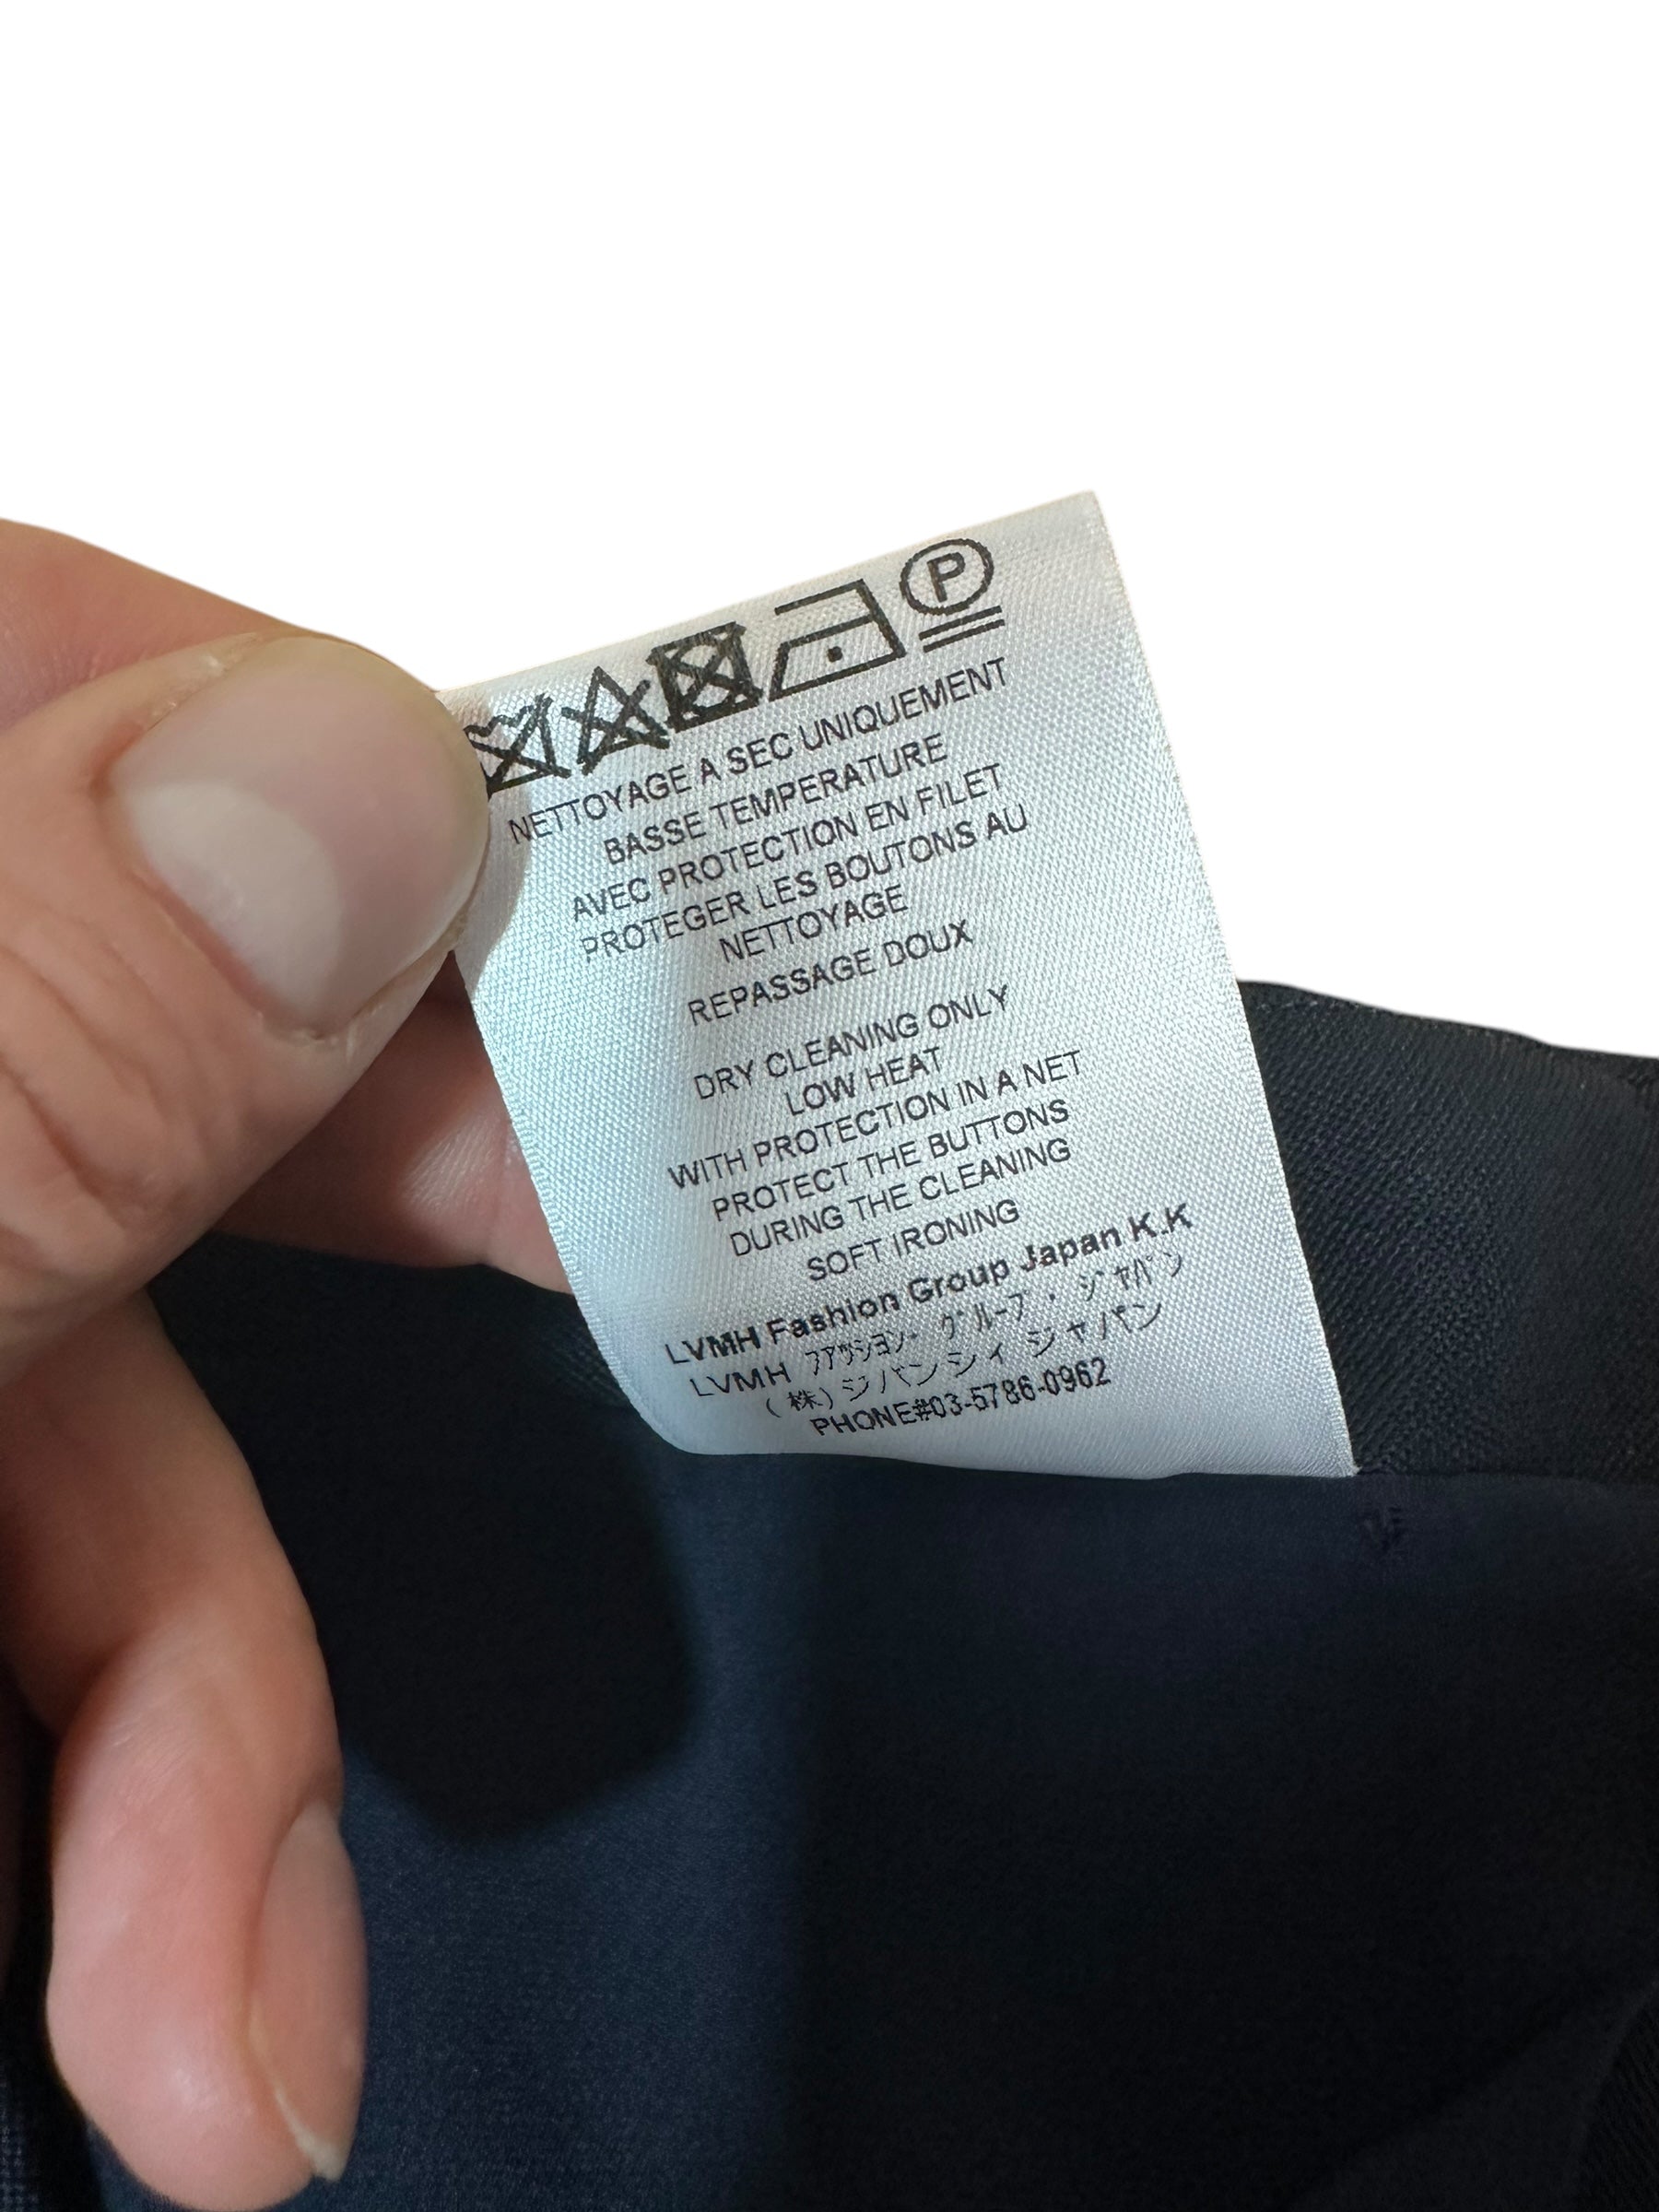 P
NETTOYAGE A SEC UNIQUEMENT
BASSE TEMPERATURE
AVEC PROTECTION EN FILET
PROTEGER LES BOUTONS AU
NETTOYAGE
REPASSAGE DOUX
DRY CLEANING ONLY
LOW HEAT
WITH PROTECTION IN A NET
PROTECT THE BUTTONS
DURING THE CLEANING
SOFT IRONING
LVMH Fashion Group Japan K.K
LVMH ファッション・グループ・ジャパン
(株)ジバンシィ ジャパン
PHONE#03-5786-0962